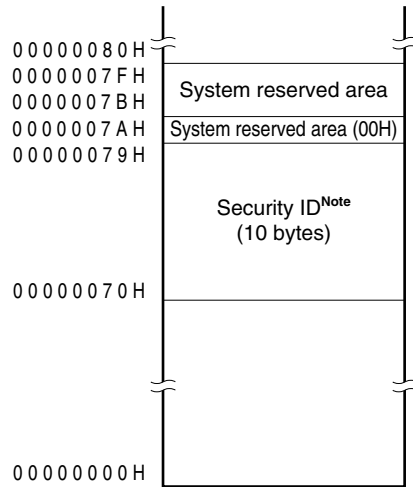 00000080H
0000007FH
System reserved area
0000007BH
0000007AH
System reserved area (00H)
00000079H
Security IDNote
(10 bytes)
00000070H
00000000H